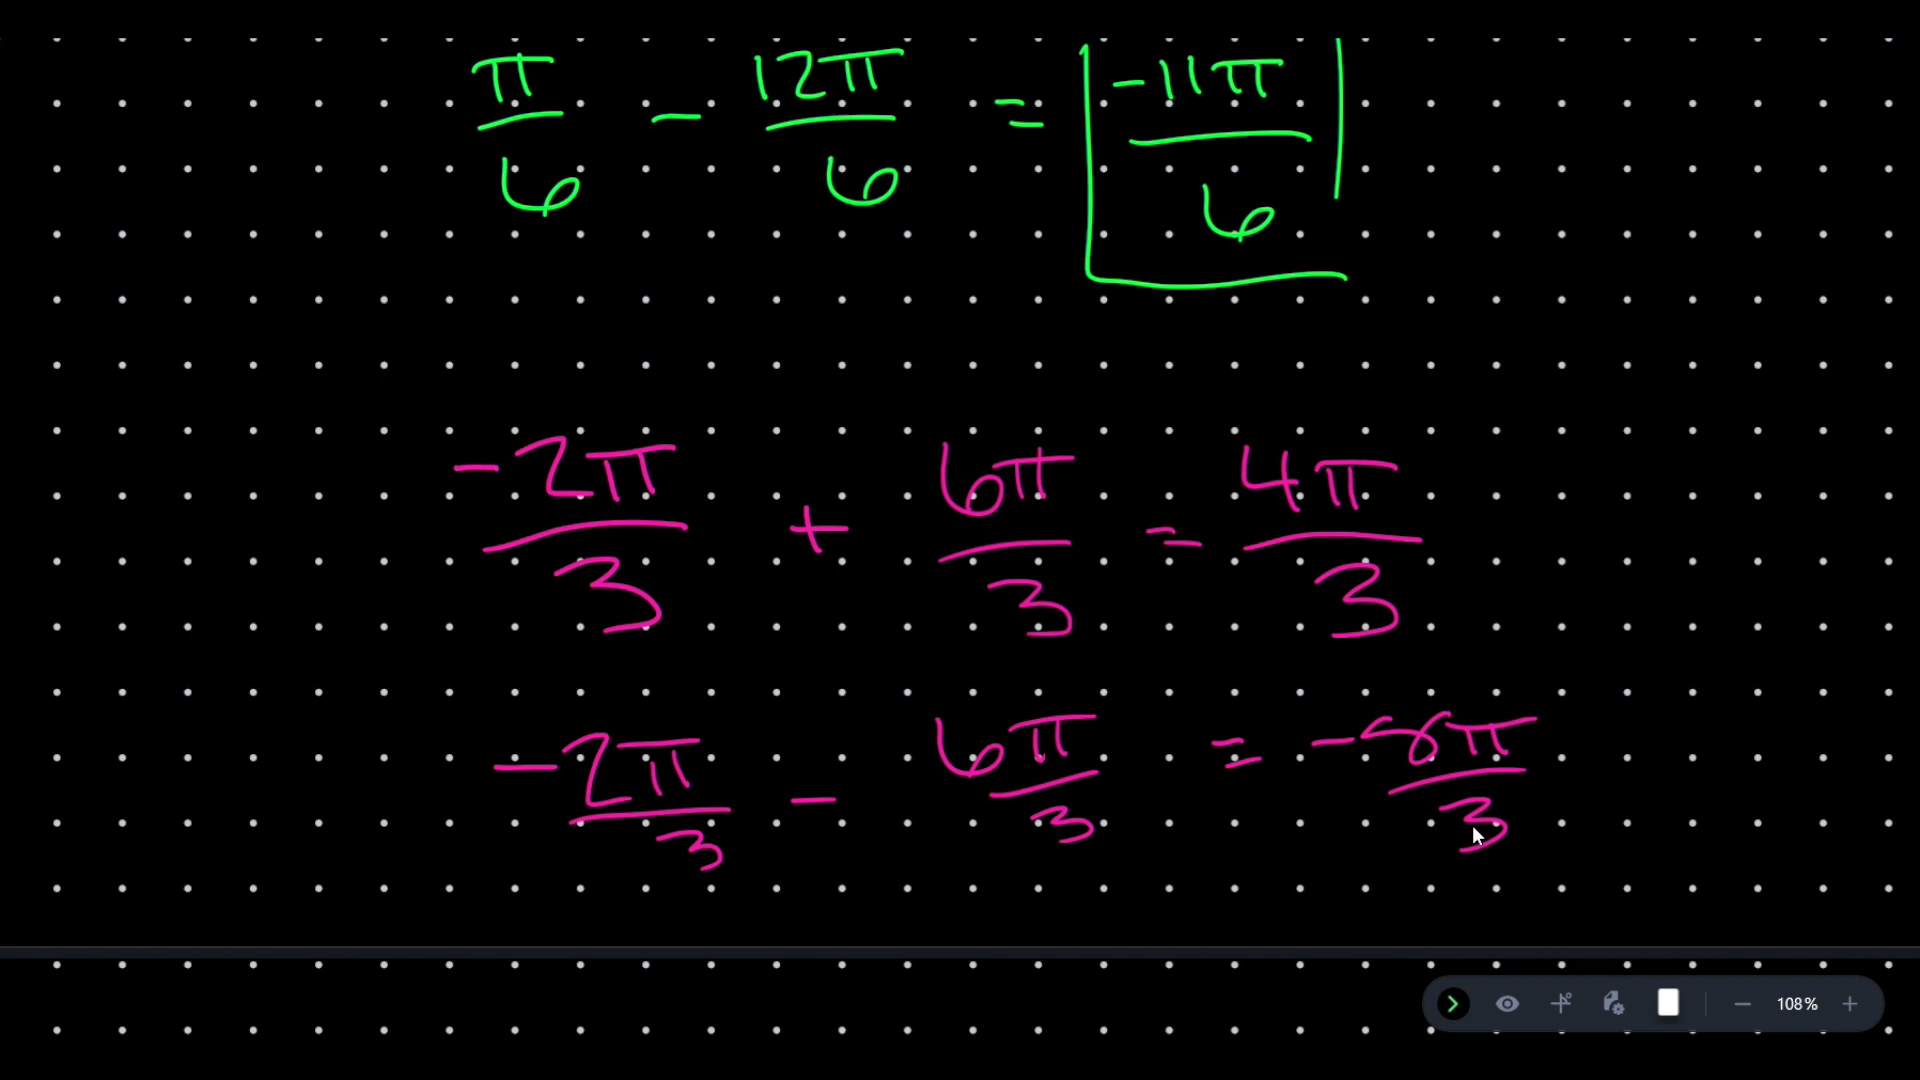 π/6 - 12π/6 = -11π/6
-2π/3 + 6π/3 = 4π/3
-2π/3 - 6π/3 = -8π/3
108%